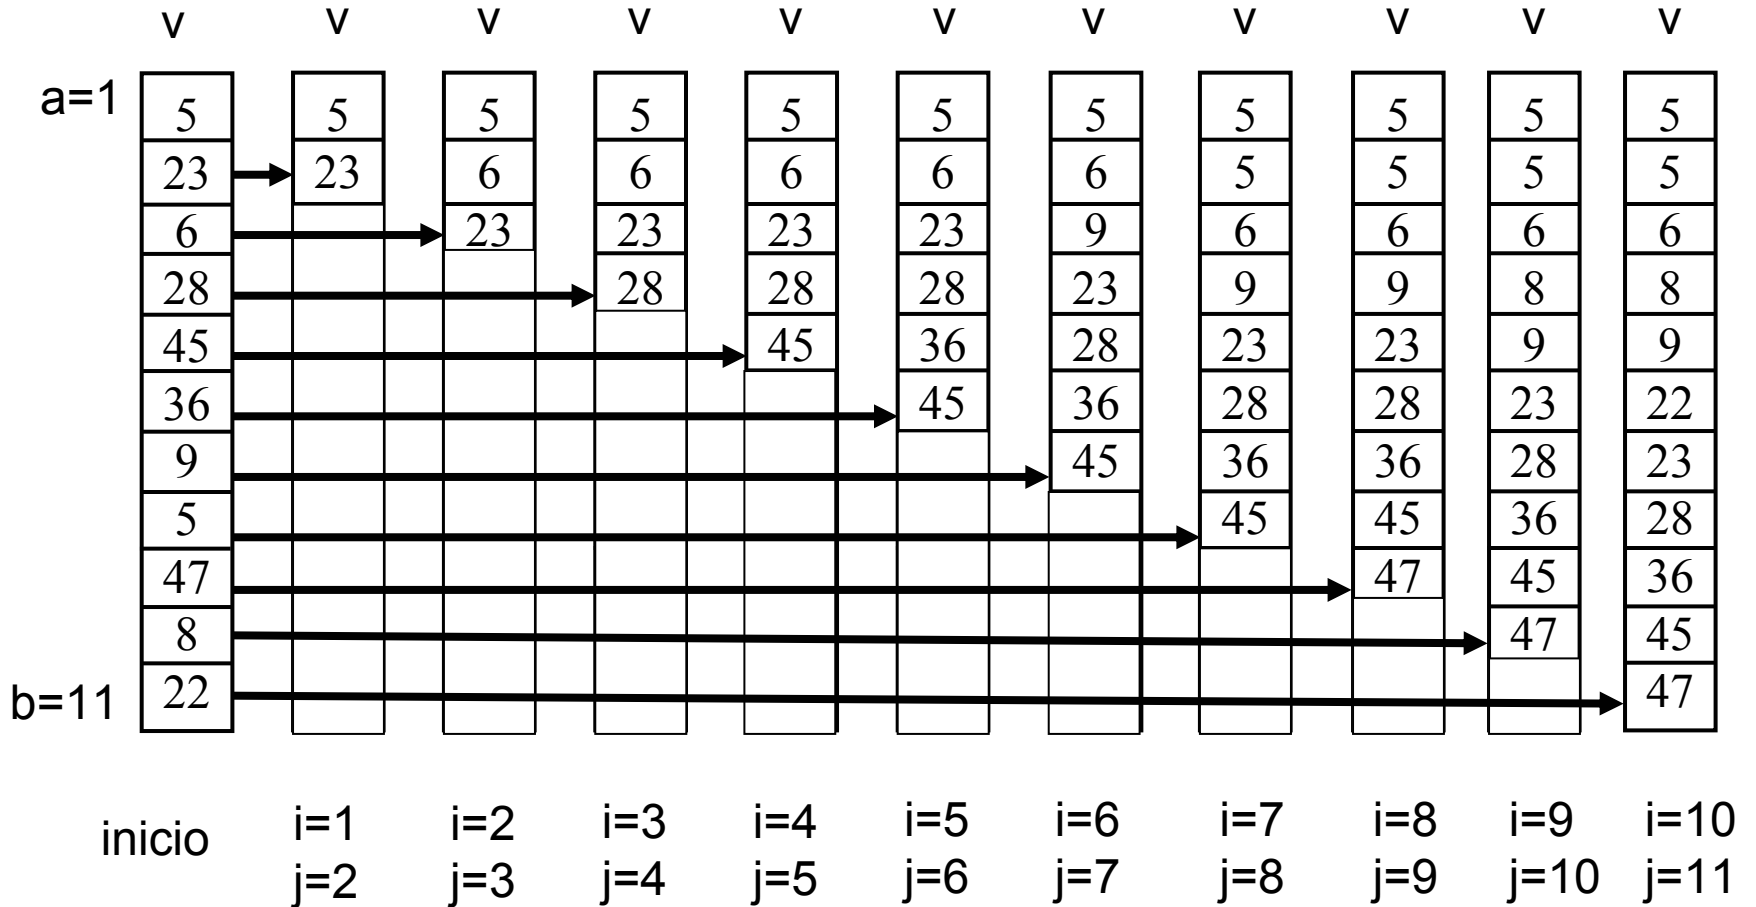 v v v v v v v v v v v
a=1 5 5 5 5 5 5 5 5 5 5 5
23 23 6 6 6 6 6 5 5 5 5
6 23 23 23 23 9 6 6 6 6
28 28 28 28 23 9 9 8 8
45 45 36 28 23 23 9 9
36 45 36 28 28 23 22
9 45 36 36 28 23
5 45 45 36 28
47 47 45 36
8 47 45
b=11 22 47
inicio i=1 i=2 i=3 i=4 i=5 i=6 i=7 i=8 i=9 i=10
j=2 j=3 j=4 j=5 j=6 j=7 j=8 j=9 j=10 j=11